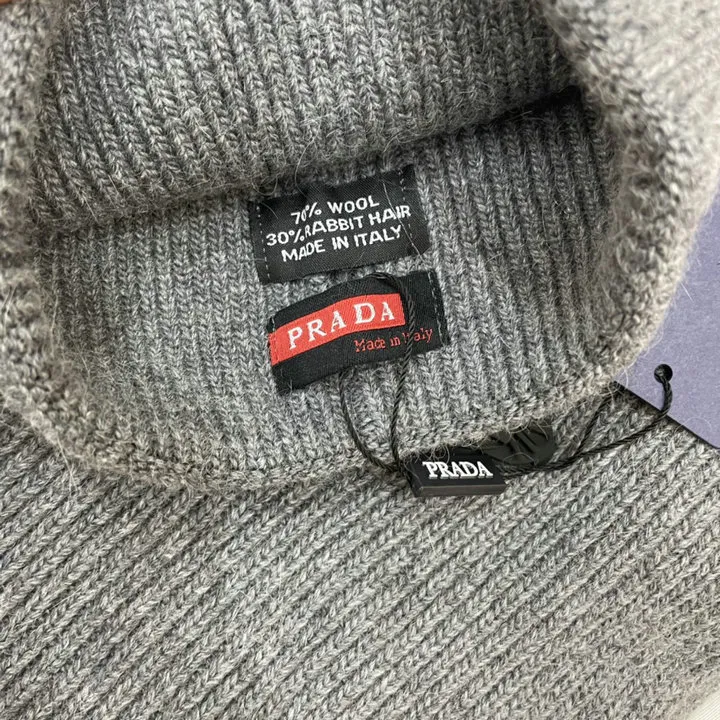 70% WOOL
30% RABBIT HAIR
MADE IN ITALY
PRADA
Made in Italy
PRADA